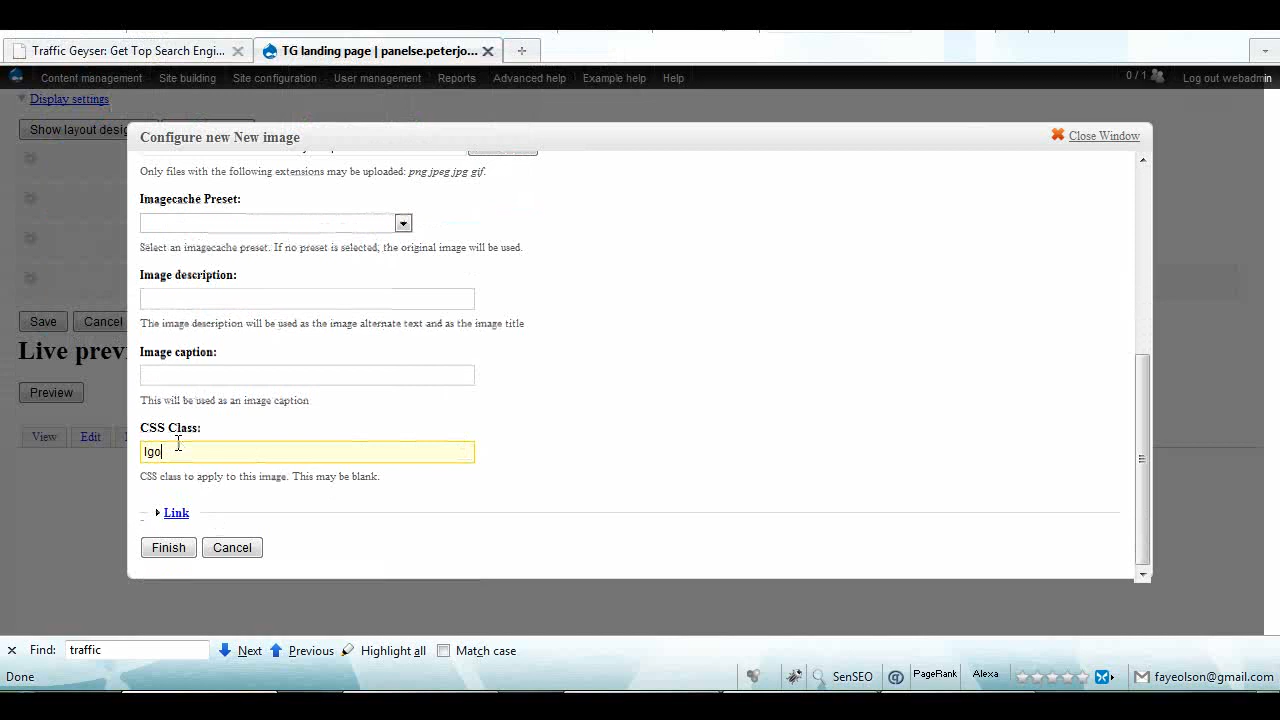 Traffic Geyser: Get Top Search Engi...
TG landing page | panelse.peterjo...
Content management Site building Site configuration User management Reports Advanced help Example help Help 0 / 1 Log out webadmin
Display settings
Show layout desig
Configure new New image Close Window
Only files with the following extensions may be uploaded: png jpeg jpg gif.
Imagecache Preset:
Select an imagecache preset. If no preset is selected, the original image will be used.
Image description:
The image description will be used as the image alternate text and as the image title
Save Cancel
Live previ
Image caption:
Preview
This will be used as an image caption
CSS Class:
View Edit
lgo
CSS class to apply to this image. This may be blank.
Link
Finish Cancel
Find: traffic Next Previous Highlight all Match case
Done SenSEO PageRank Alexa fayeolson@gmail.com